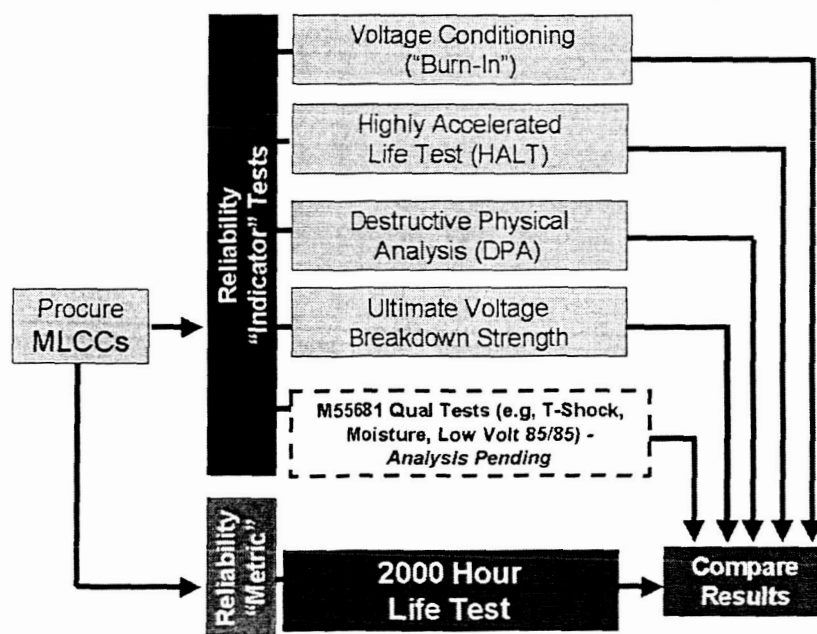 Voltage Conditioning
("Burn-In")
Highly Accelerated
Life Test (HALT)
Destructive Physical
Analysis (DPA)
Ultimate Voltage
Breakdown Strength
M55681 Qual Tests (e.g, T-Shock,
Moisture, Low Volt 85/85) -
Analysis Pending
Reliability
"Indicator" Tests
Procure
MLCCs
Reliability
"Metric"
2000 Hour
Life Test
Compare
Results